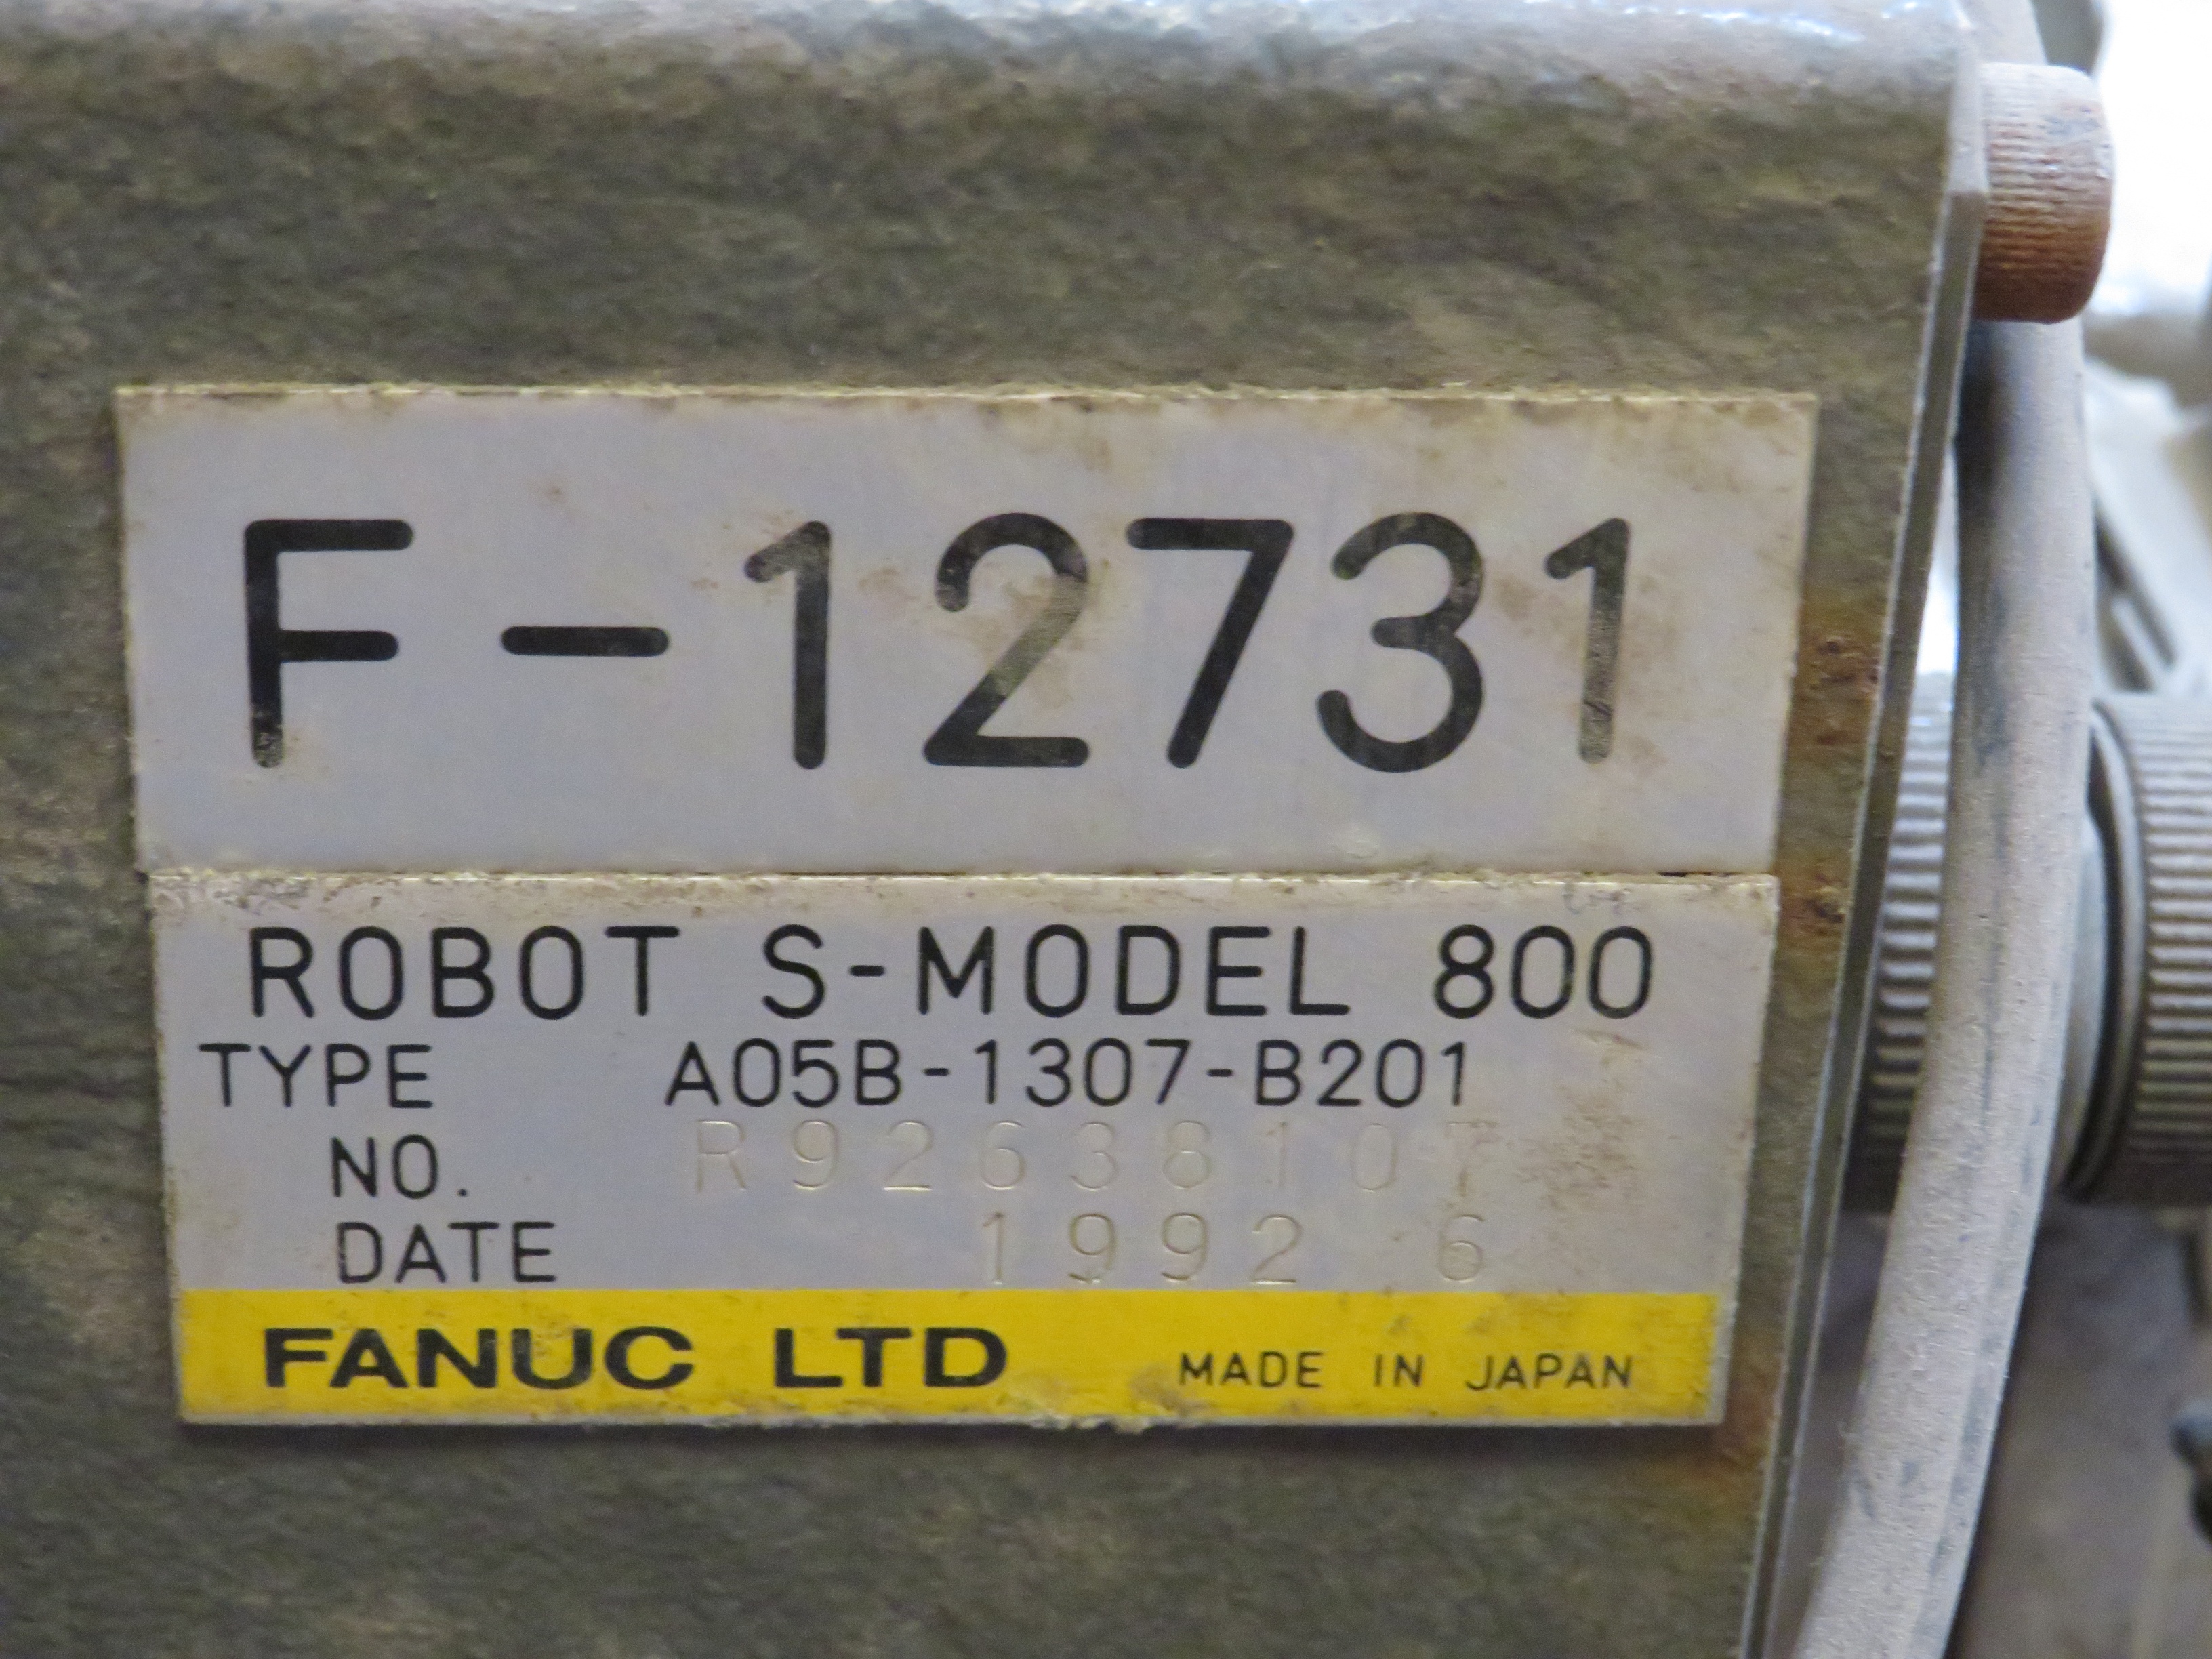 F-12731
ROBOT S-MODEL 800
TYPE A05B-1307-B201
NO. R92638107
DATE 1992 6
FANUC LTD MADE IN JAPAN